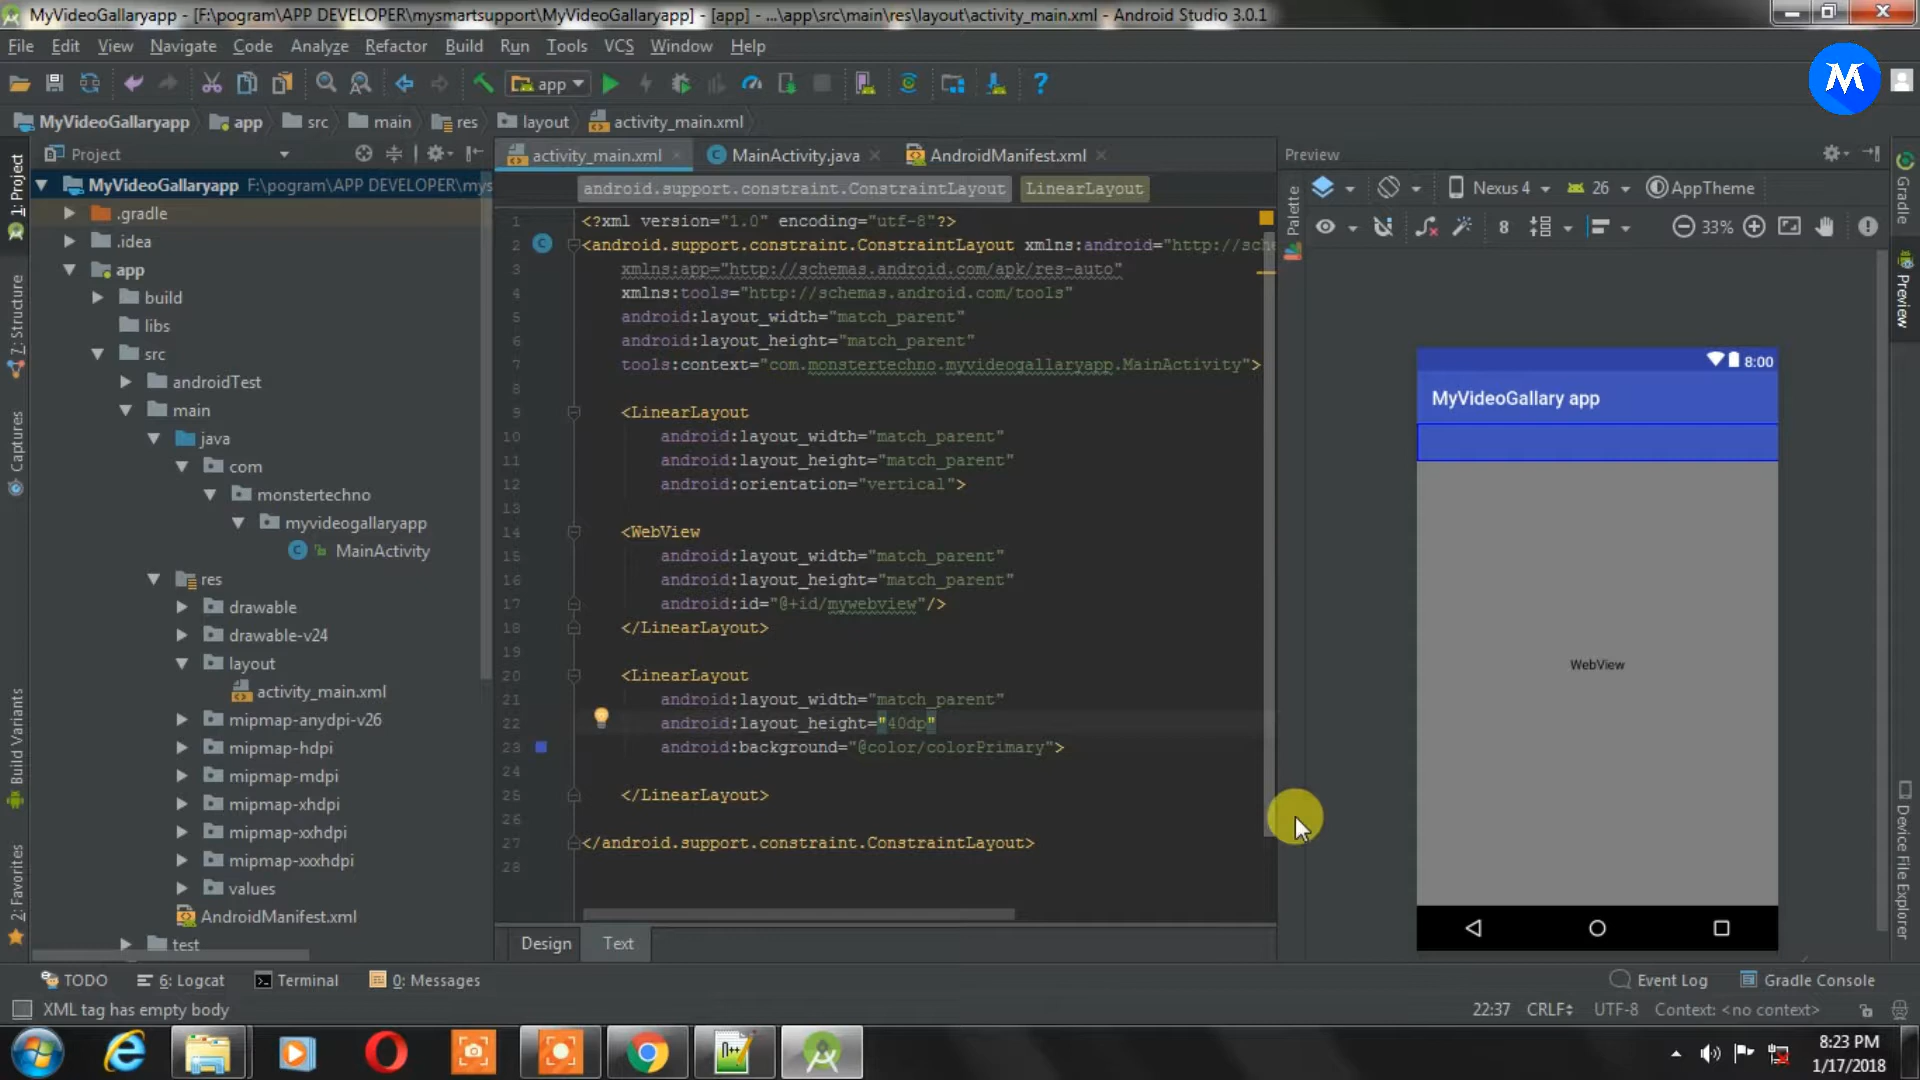 MyVideoGallaryapp - [F:\pogram\APP DEVELOPER\mysmartsupport\MyVideoGallaryapp] - [app] - ...\app\src\main\res\layout\activity_main.xml - Android Studio 3.0.1
File Edit View Navigate Code Analyze Refactor Build Run Tools VCS Window Help
app
M
MyVideoGallaryapp app src main res layout activity_main.xml
Project
activity_main.xml MainActivity.java AndroidManifest.xml
Preview
android.support.constraint.ConstraintLayout LinearLayout
Nexus 4 26 AppTheme
8 33%
MyVideoGallaryapp F:\pogram\APP DEVELOPER\mys
.gradle
.idea
app
build
libs
src
androidTest
main
java
com
monstertechno
myvideogallaryapp
MainActivity
res
drawable
drawable-v24
layout
activity_main.xml
mipmap-anydpi-v26
mipmap-hdpi
mipmap-mdpi
mipmap-xhdpi
mipmap-xxhdpi
mipmap-xxxhdpi
values
AndroidManifest.xml
test
1: Project
7: Structure
Captures
Build Variants
2: Favorites
1 <?xml version="1.0" encoding="utf-8"?>
2 <android.support.constraint.ConstraintLayout xmlns:android="http://sche
3 xmlns:app="http://schemas.android.com/apk/res-auto"
4 xmlns:tools="http://schemas.android.com/tools"
5 android:layout_width="match_parent"
6 android:layout_height="match_parent"
7 tools:context="com.monstertechno.myvideogallaryapp.MainActivity">
8
9 <LinearLayout
10 android:layout_width="match_parent"
11 android:layout_height="match_parent"
12 android:orientation="vertical">
13
14 <WebView
15 android:layout_width="match_parent"
16 android:layout_height="match_parent"
17 android:id="@+id/mywebview"/>
18 </LinearLayout>
19
20 <LinearLayout
21 android:layout_width="match_parent"
22 android:layout_height="40dp"
23 android:background="@color/colorPrimary">
24
25 </LinearLayout>
26
27 </android.support.constraint.ConstraintLayout>
28
Design Text
Palette
8:00
MyVideoGallary app
WebView
Gradle
Preview
Device File Explorer
TODO 6: Logcat Terminal 0: Messages Event Log Gradle Console
XML tag has empty body 22:37 CRLF÷ UTF-8 Context: <no context>
8:23 PM
1/17/2018